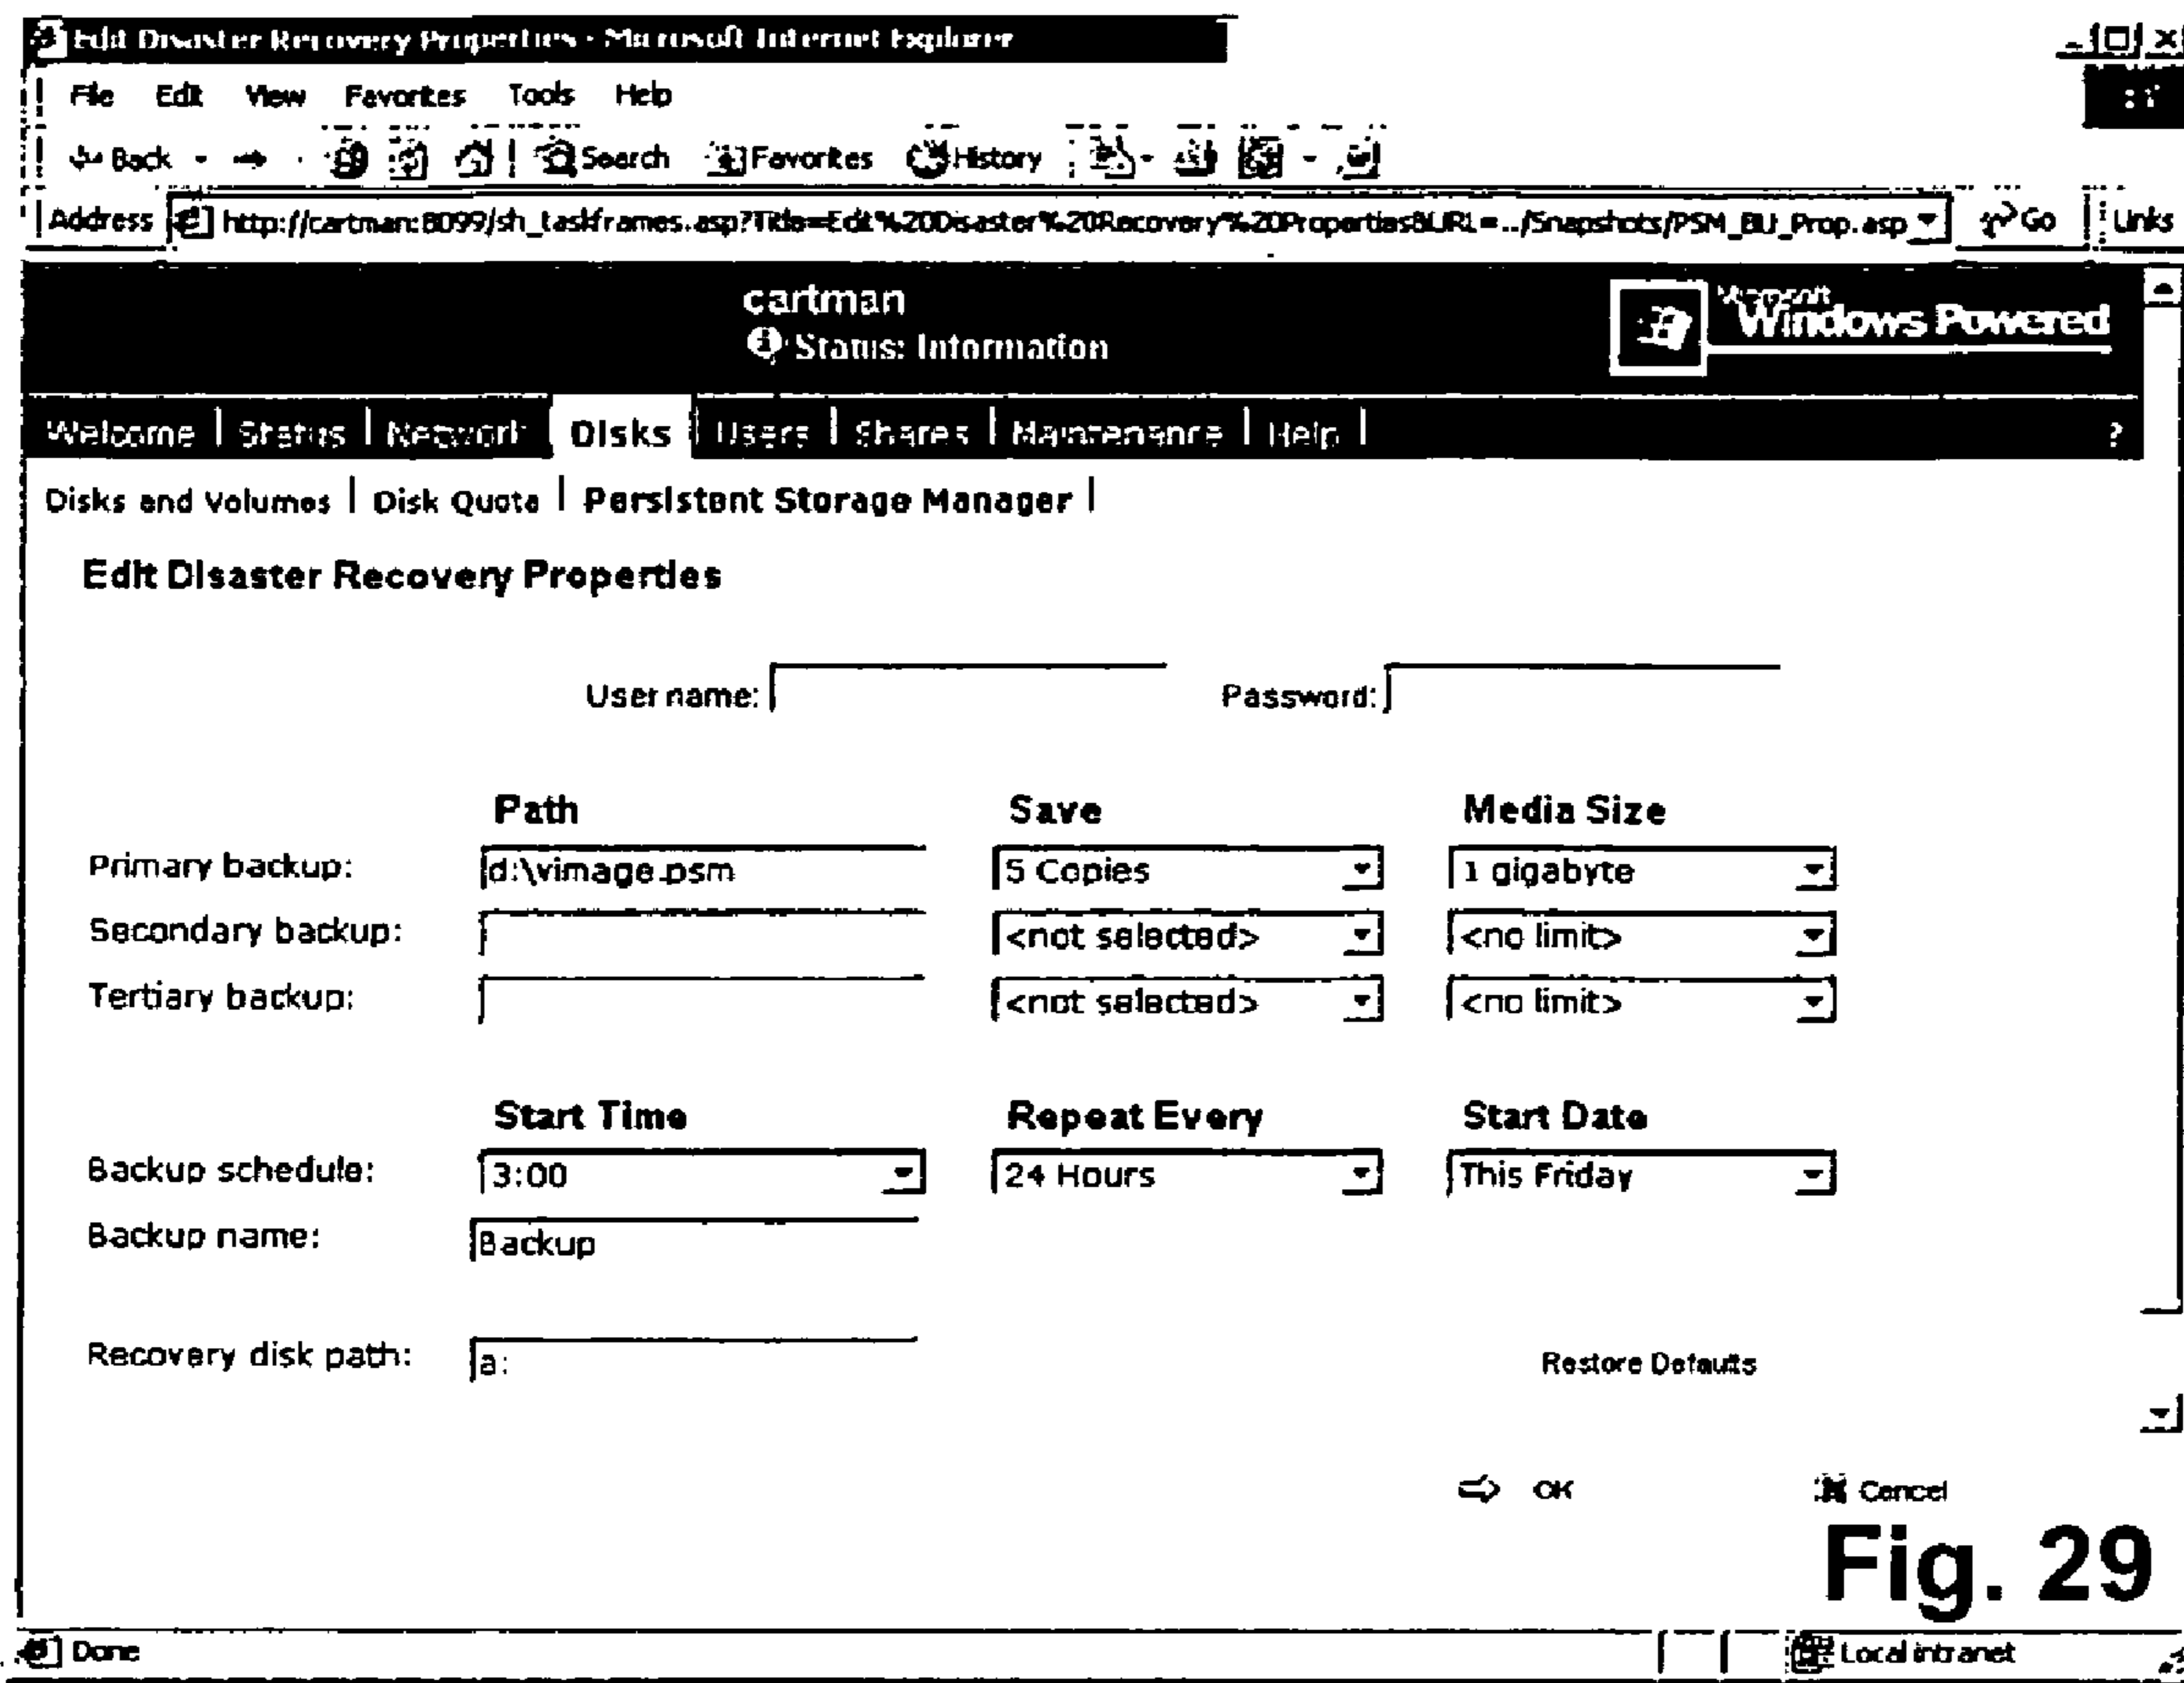 Edit Disaster Recovery Properties - Microsoft Internet Explorer
File Edit View Favorites Tools Help
Back Search Favorites History
Address http://cartman:8099/sh_taskframes.asp?Title=Edit%20Disaster%20Recovery%20Properties&URL=../Snapshots/PSM_BU_Prop.asp Go Links
cartman
Status: Information
Microsoft
Windows Powered
Welcome | Status | Network | Disks | Users | Shares | Maintenance | Help | ?
Disks and Volumes | Disk Quota | Persistent Storage Manager |
Edit Disaster Recovery Properties
User name: Password:
Path Save Media Size
Primary backup: d:\vimage.psm 5 Copies 1 gigabyte
Secondary backup: <not selected> <no limit>
Tertiary backup: <not selected> <no limit>
Start Time Repeat Every Start Date
Backup schedule: 3:00 24 Hours This Friday
Backup name: Backup
Recovery disk path: a:
Restore Defaults
OK Cancel
Fig. 29
Done Local intranet